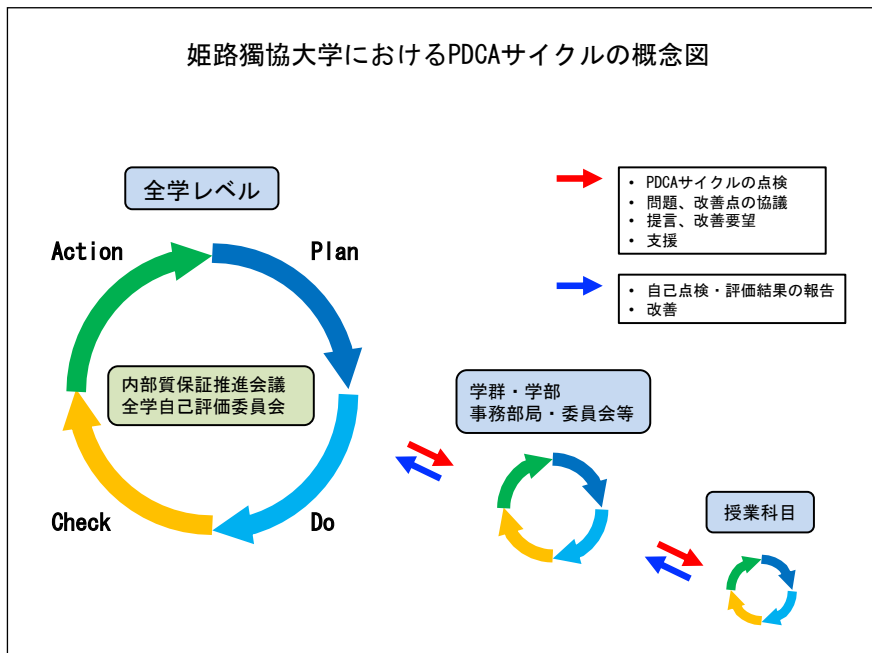 姫路獨協大学におけるPDCAサイクルの概念図
全学レベル
• PDCAサイクルの点検
• 問題、改善点の協議
• 提言、改善要望
• 支援
Action
Plan
• 自己点検・評価結果の報告
• 改善
内部質保証推進会議
全学自己評価委員会
学群・学部
事務部局・委員会等
Check
Do
授業科目